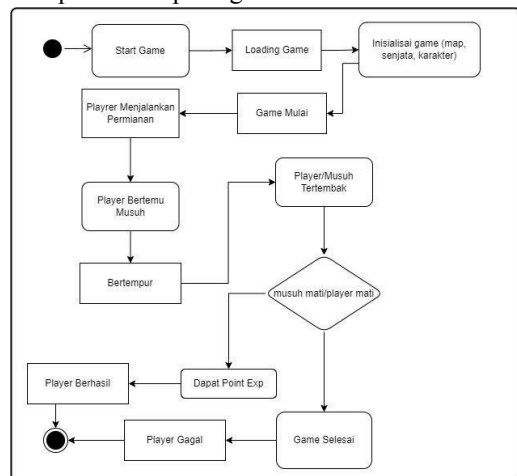 Start Game
Loading Game
Inisialisai game (map,
senjata, karakter)
Game Mulai
Playrer Menjalankan
Permianan
Player Bertemu
Musuh
Bertempur
Player/Musuh
Tertembak
musuh mati/player mati
Dapat Point Exp
Player Berhasil
Game Selesai
Player Gagal